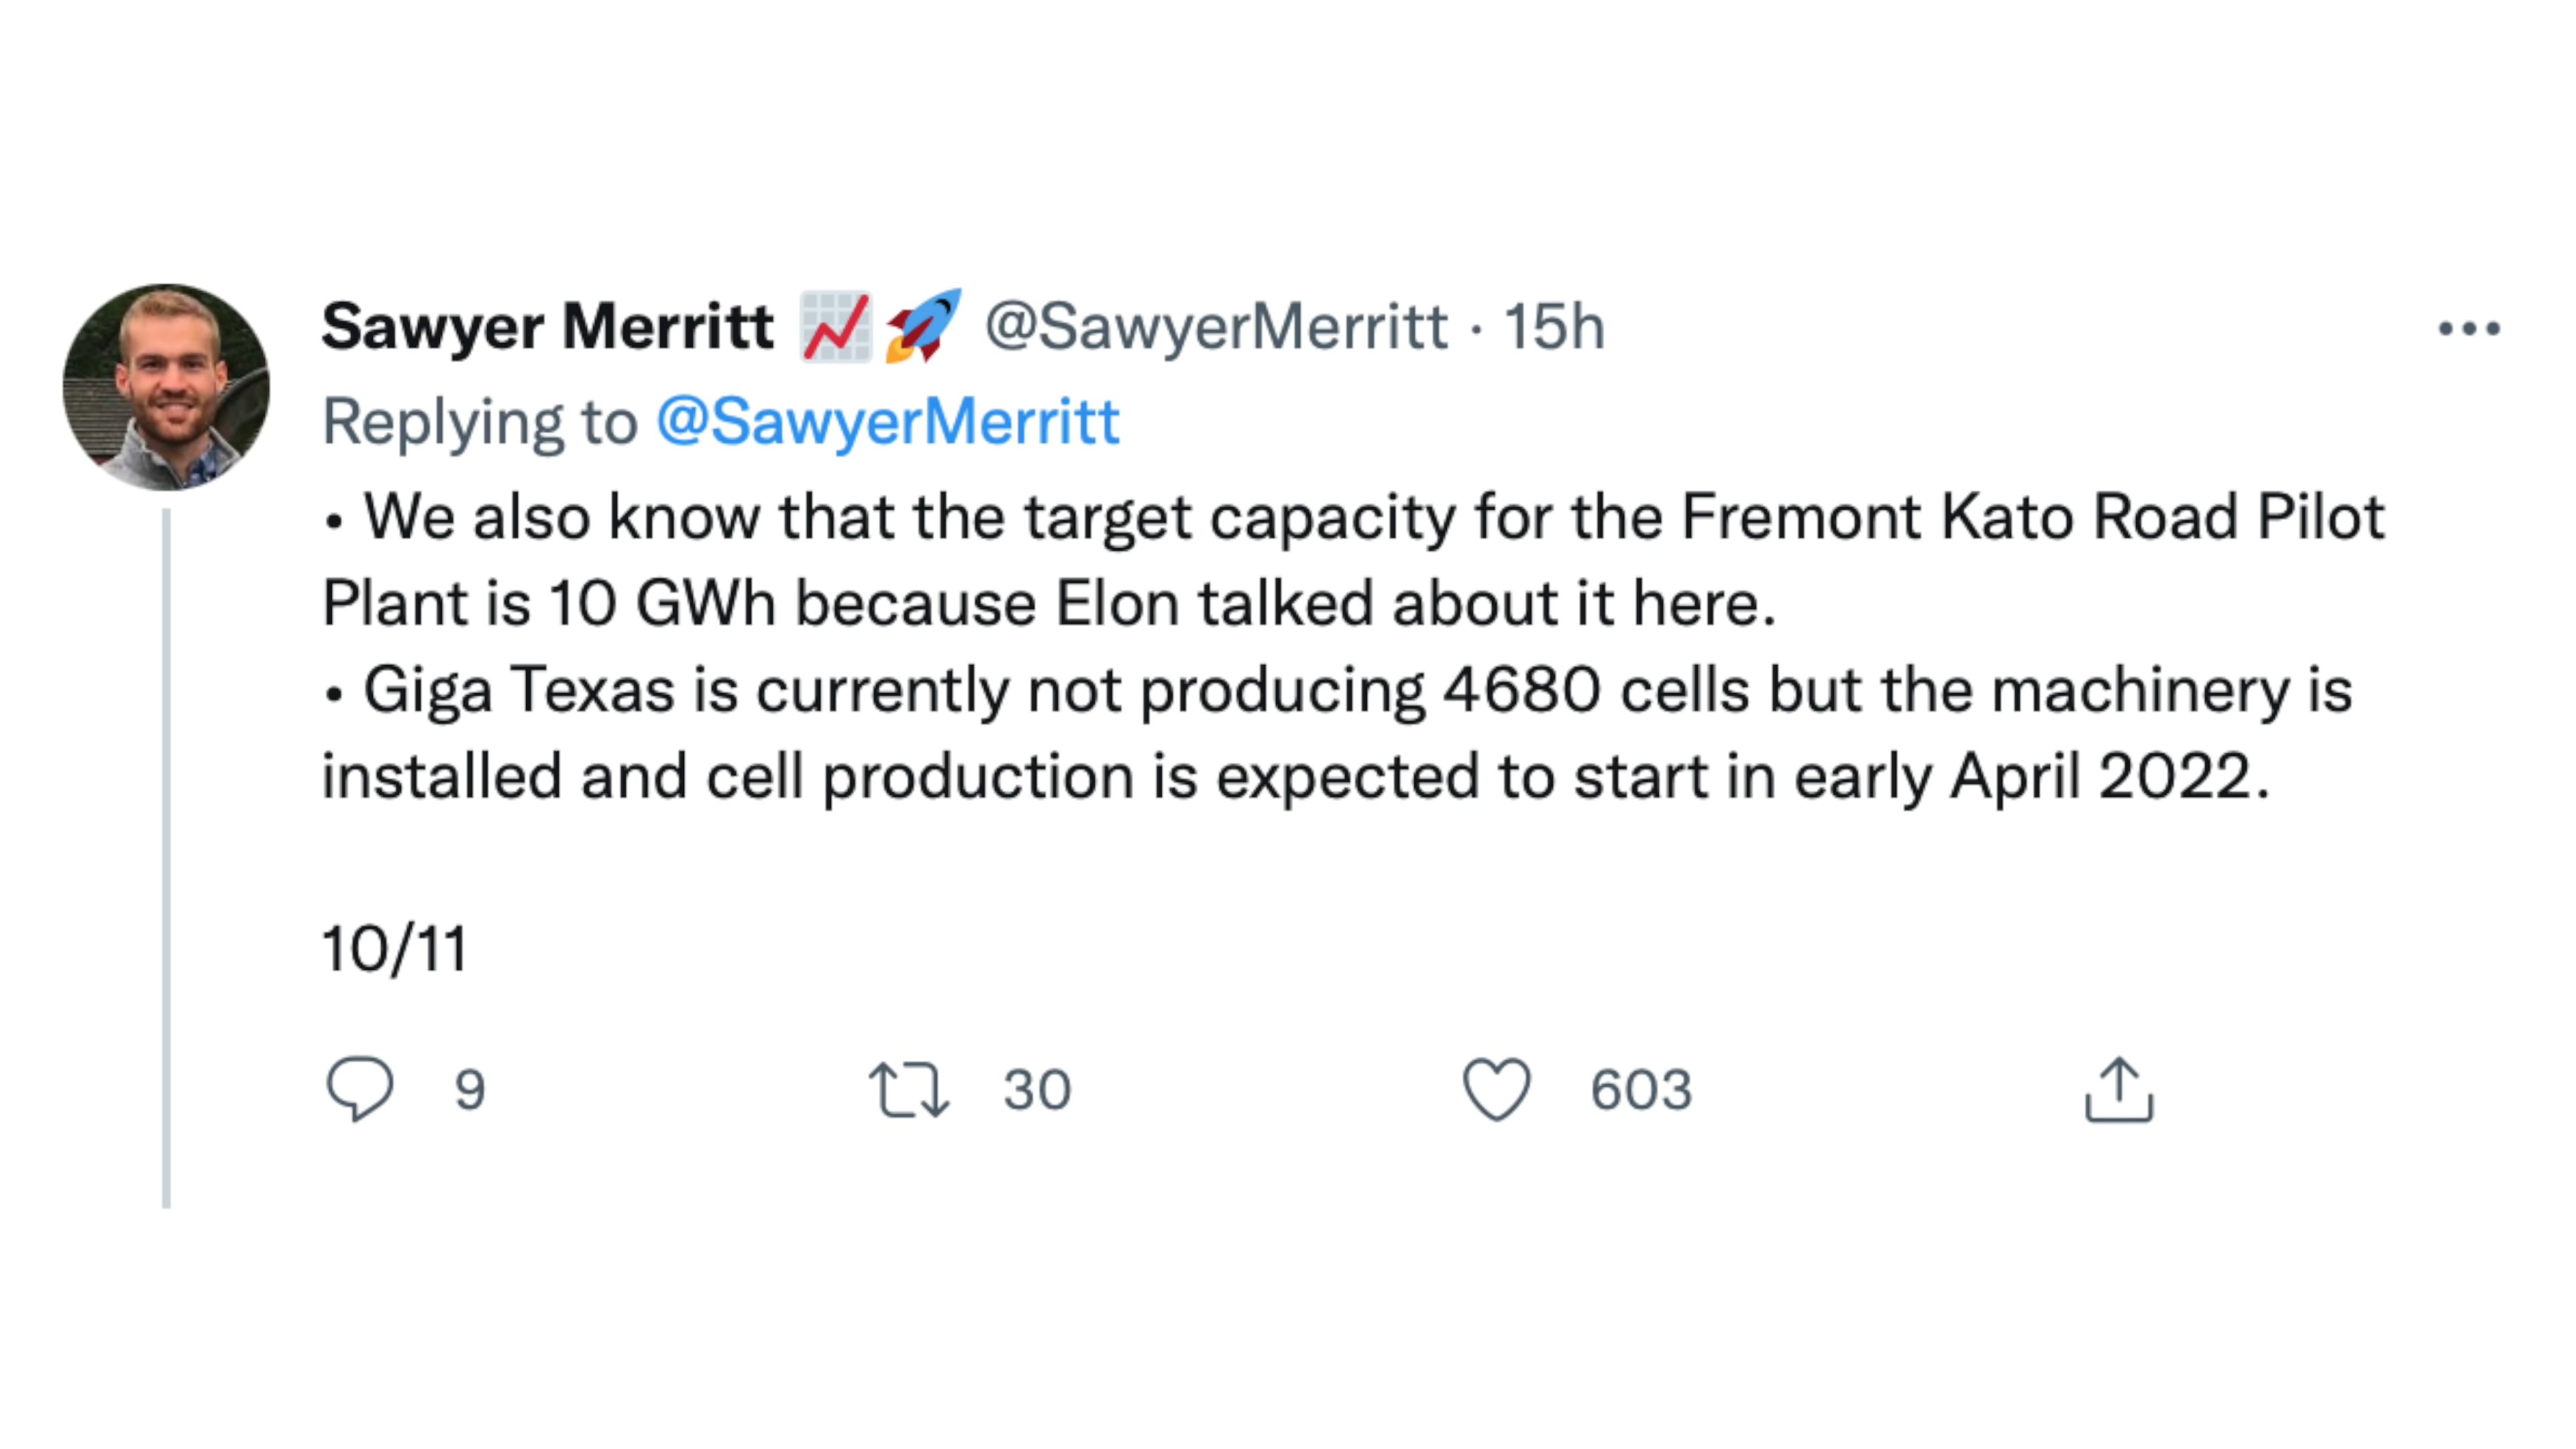 Sawyer Merritt 📈🚀 @SawyerMerritt · 15h
Replying to @SawyerMerritt
• We also know that the target capacity for the Fremont Kato Road Pilot
Plant is 10 GWh because Elon talked about it here.
• Giga Texas is currently not producing 4680 cells but the machinery is
installed and cell production is expected to start in early April 2022.
10/11
9 30 603